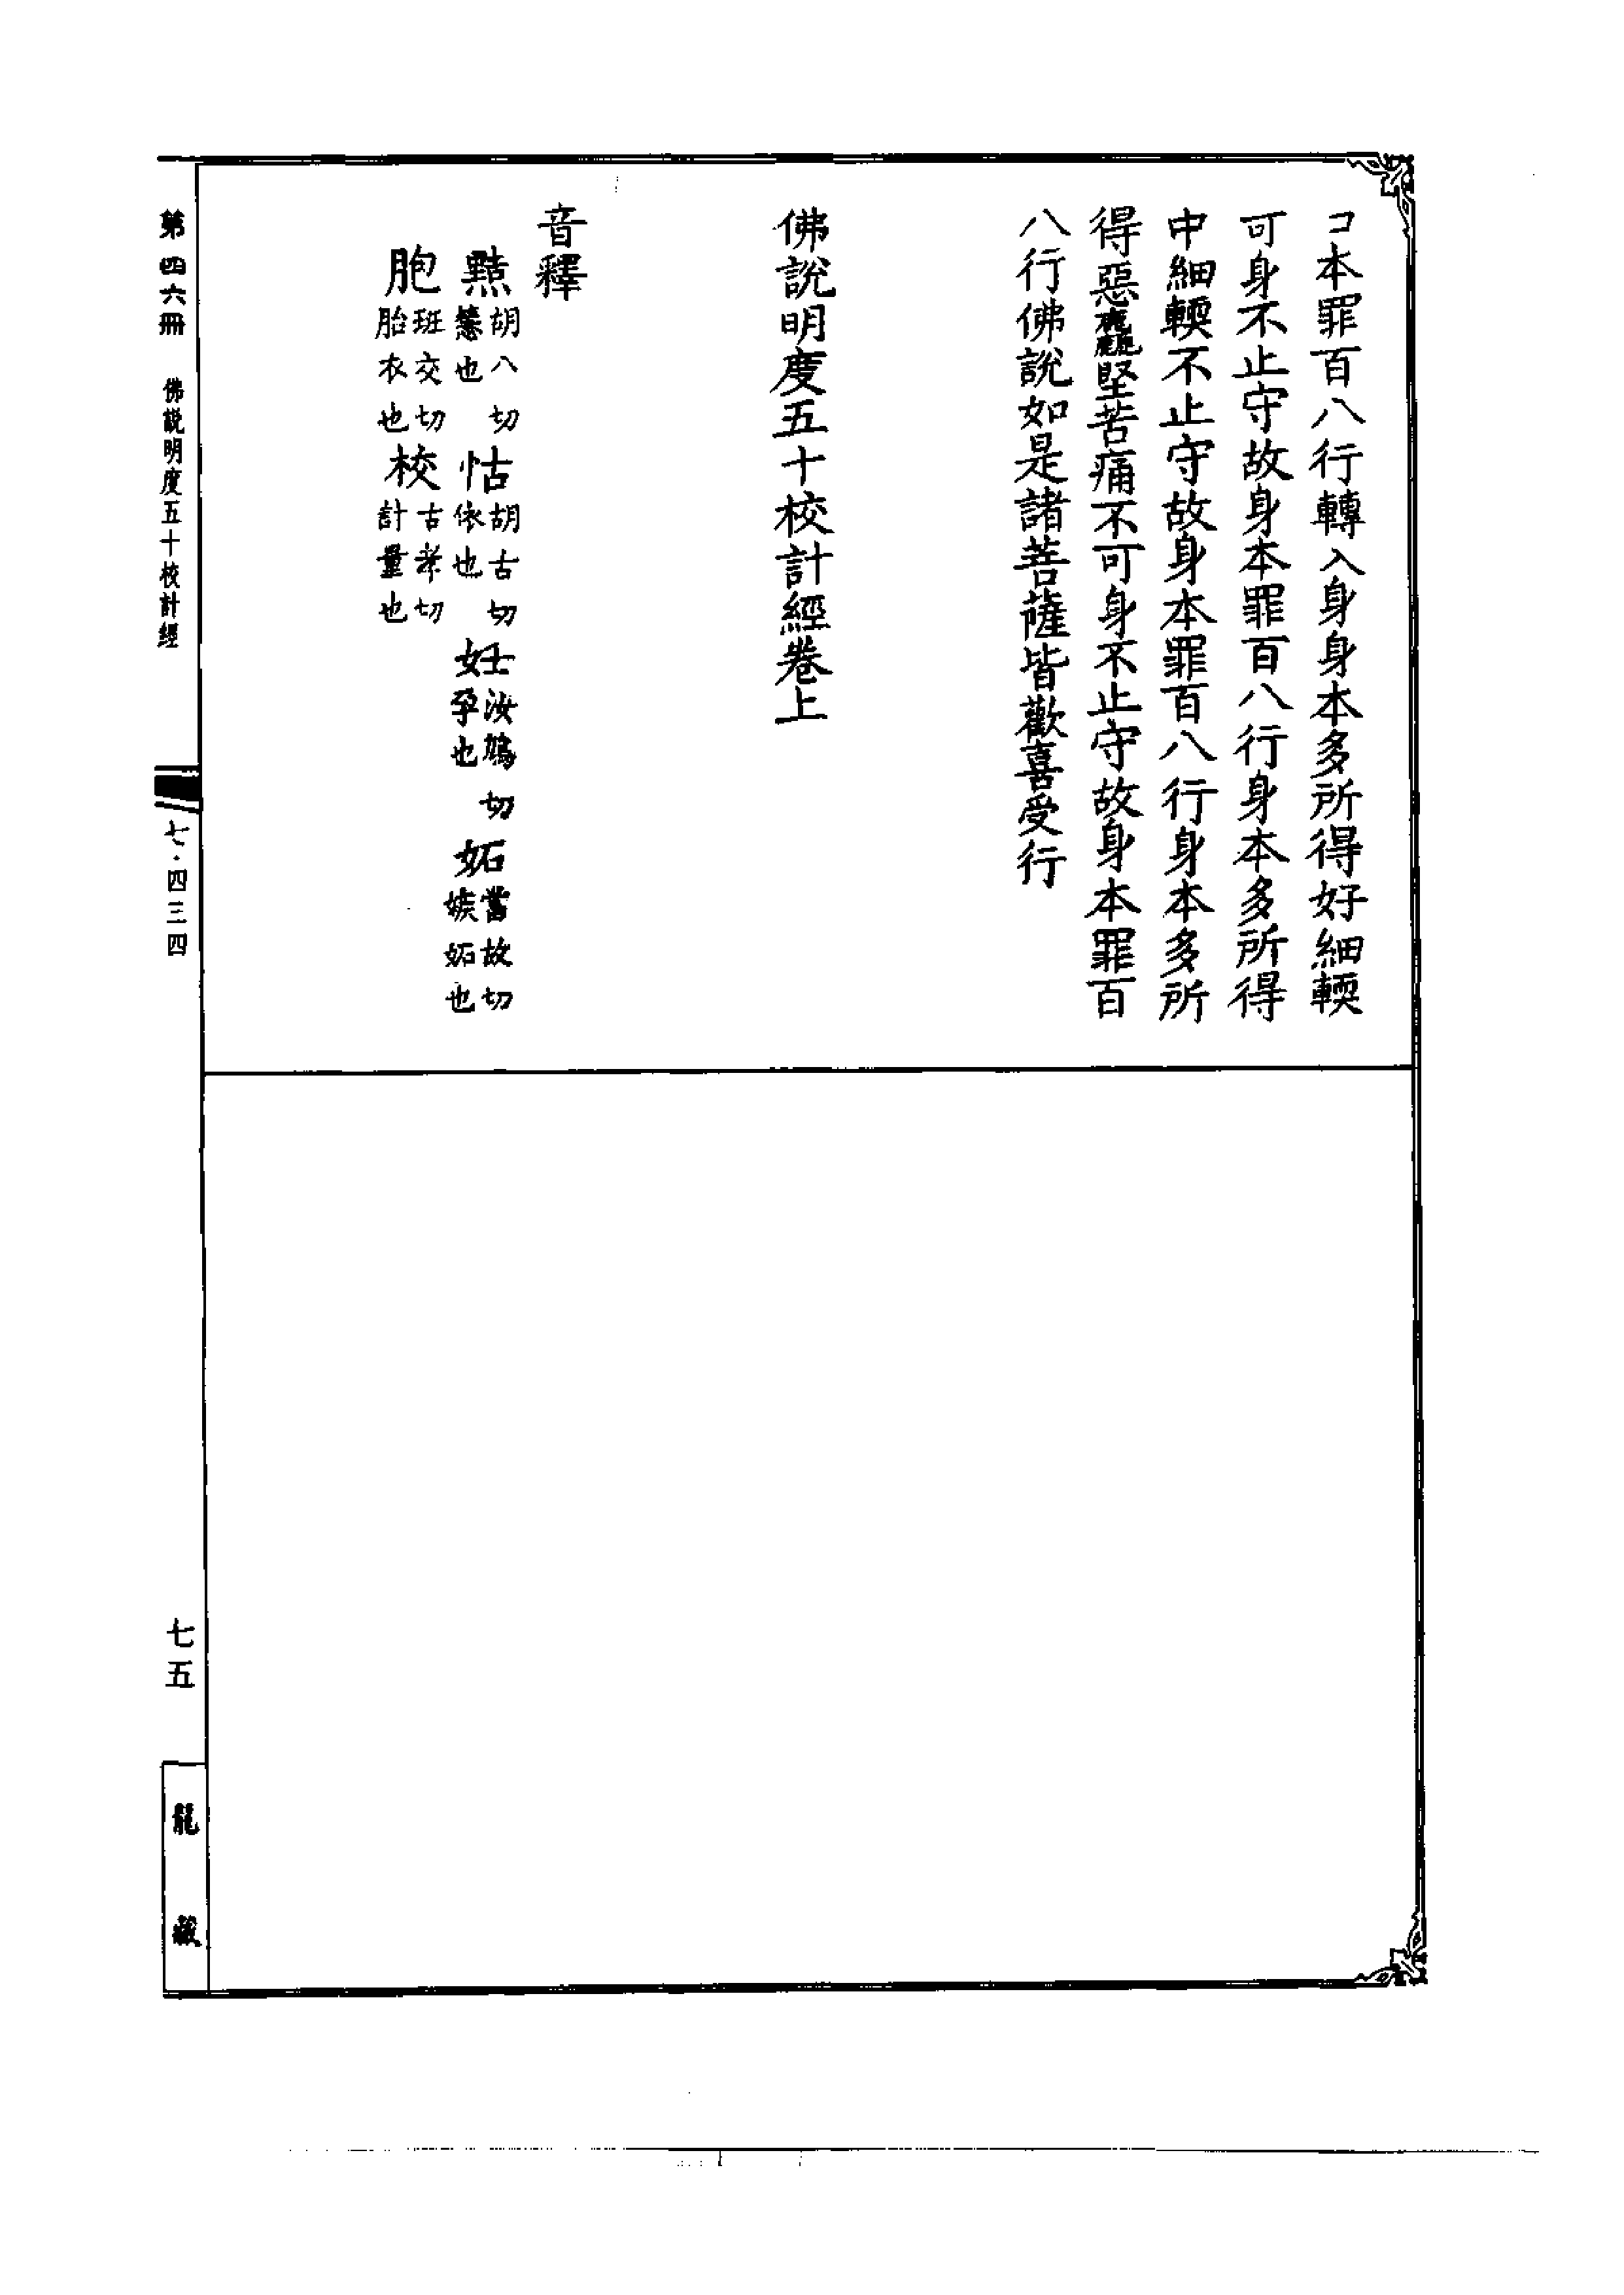 本罪百八行轉入身身本多所得好細輭
可身不止守故身本罪百八行身本多所得
中細輭不止守故身本罪百八行身本多所
得惡麤堅苦痛不可身不止守故身本罪百
八行佛說如是諸菩薩皆歡喜受行
佛說明度五十校計經卷上
音釋
黠胡八切慧也 怙胡古切依也 妊汝鴆切孕也 妬當故切嫉妬也
胞班交切胎衣也 校古孝切計量也
第四六冊 佛説明度五十校計經 七·四三四 七五 龍藏